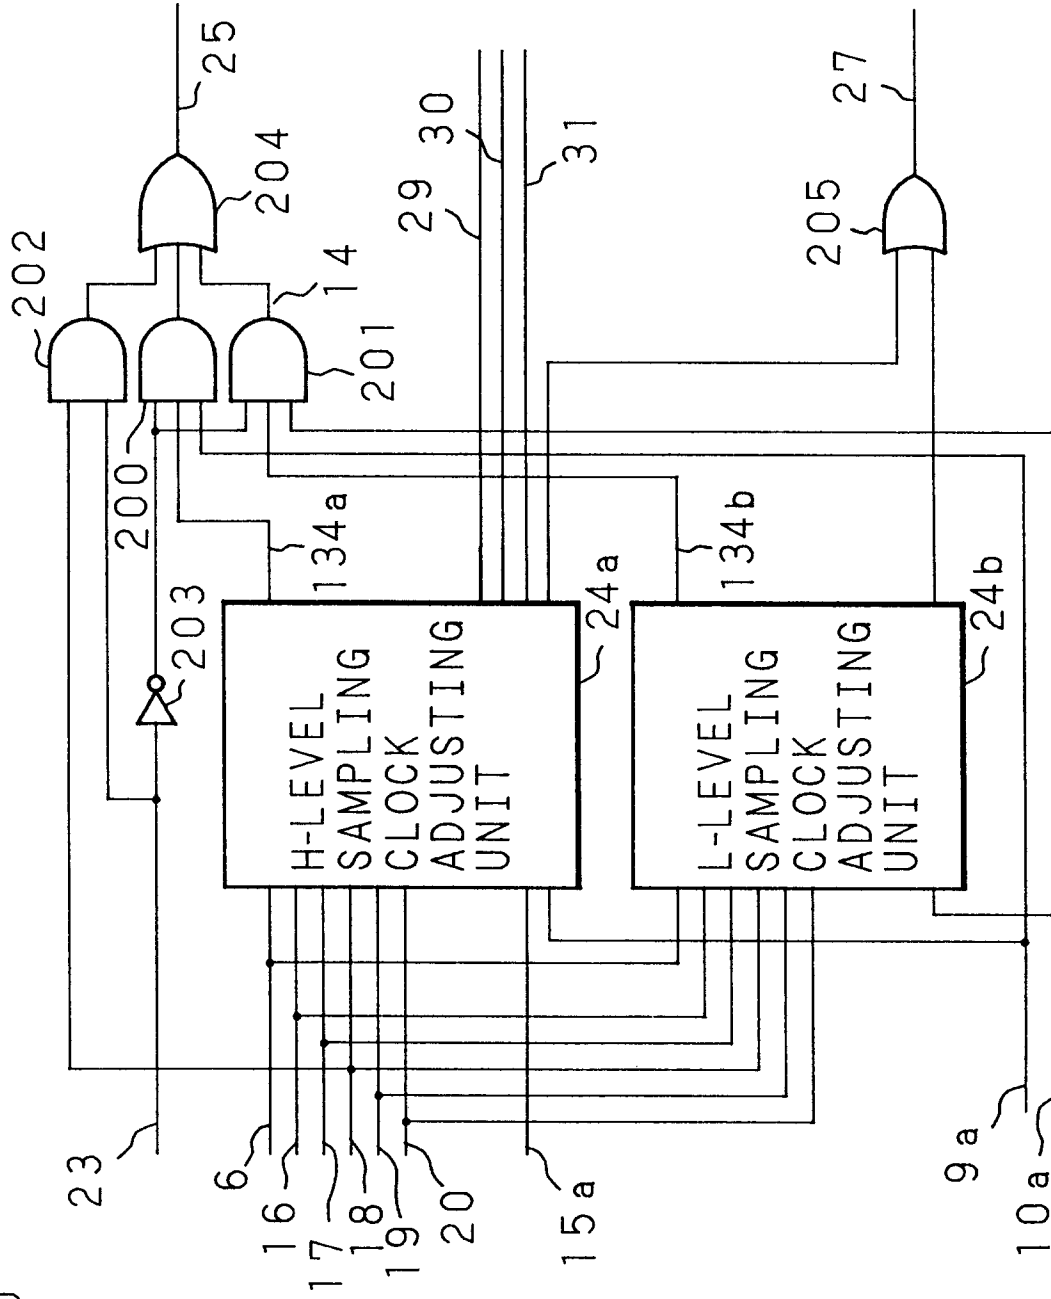 25
204
202
14
201
200
203
29
30
31
205
27
134a
134b
H-LEVEL
SAMPLING
CLOCK
ADJUSTING
UNIT
24a
L-LEVEL
SAMPLING
CLOCK
ADJUSTING
UNIT
24b
23
6
16
17
18
19
20
15a
9a
10a